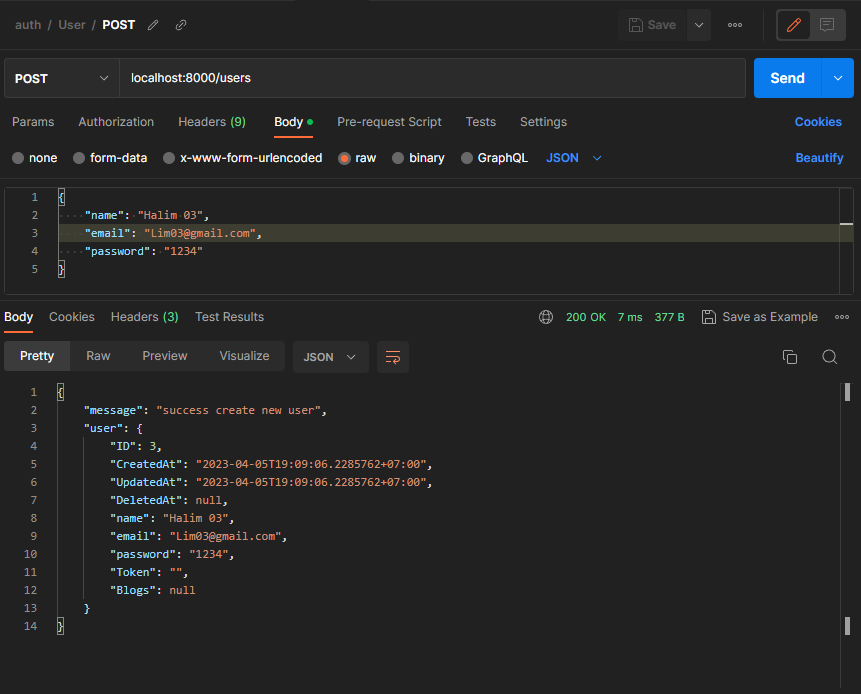 auth / User / POST
Save
POST
localhost:8000/users
Send
Params Authorization Headers (9) Body Pre-request Script Tests Settings Cookies
none form-data x-www-form-urlencoded raw binary GraphQL JSON Beautify
1 {
2 ····"name":·"Halim·03",
3 "email": "Lim03@gmail.com",
4 ····"password":·"1234"
5 }
Body Cookies Headers (3) Test Results 200 OK 7 ms 377 B Save as Example
Pretty Raw Preview Visualize JSON
1 {
2 "message": "success create new user",
3 "user": {
4 "ID": 3,
5 "CreatedAt": "2023-04-05T19:09:06.2285762+07:00",
6 "UpdatedAt": "2023-04-05T19:09:06.2285762+07:00",
7 "DeletedAt": null,
8 "name": "Halim 03",
9 "email": "Lim03@gmail.com",
10 "password": "1234",
11 "Token": "",
12 "Blogs": null
13 }
14 }